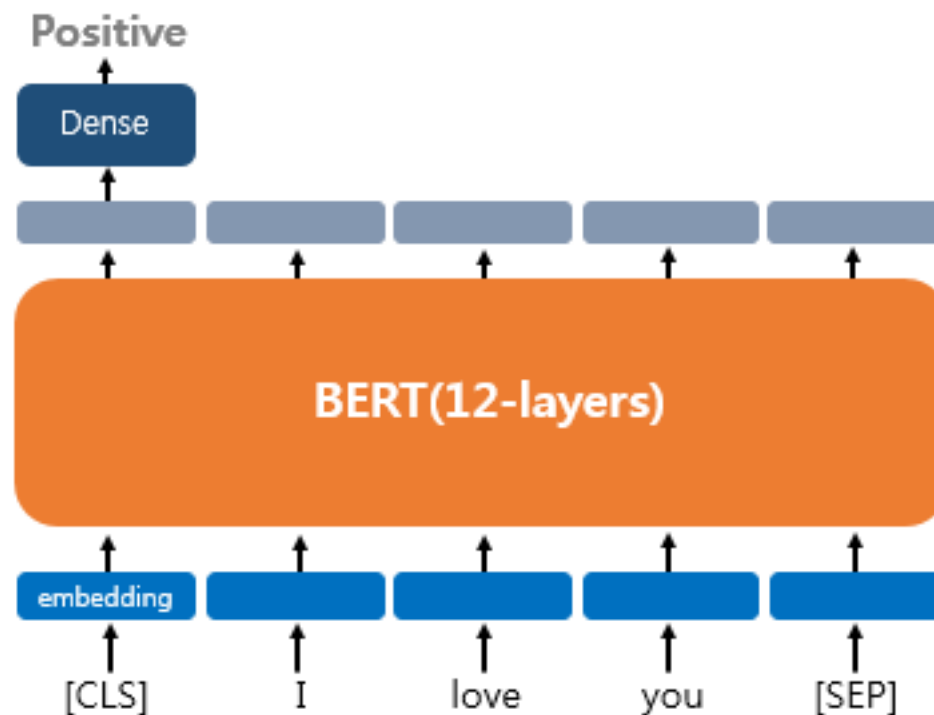 Positive
Dense
BERT(12-layers)
embedding
[CLS] I love you [SEP]